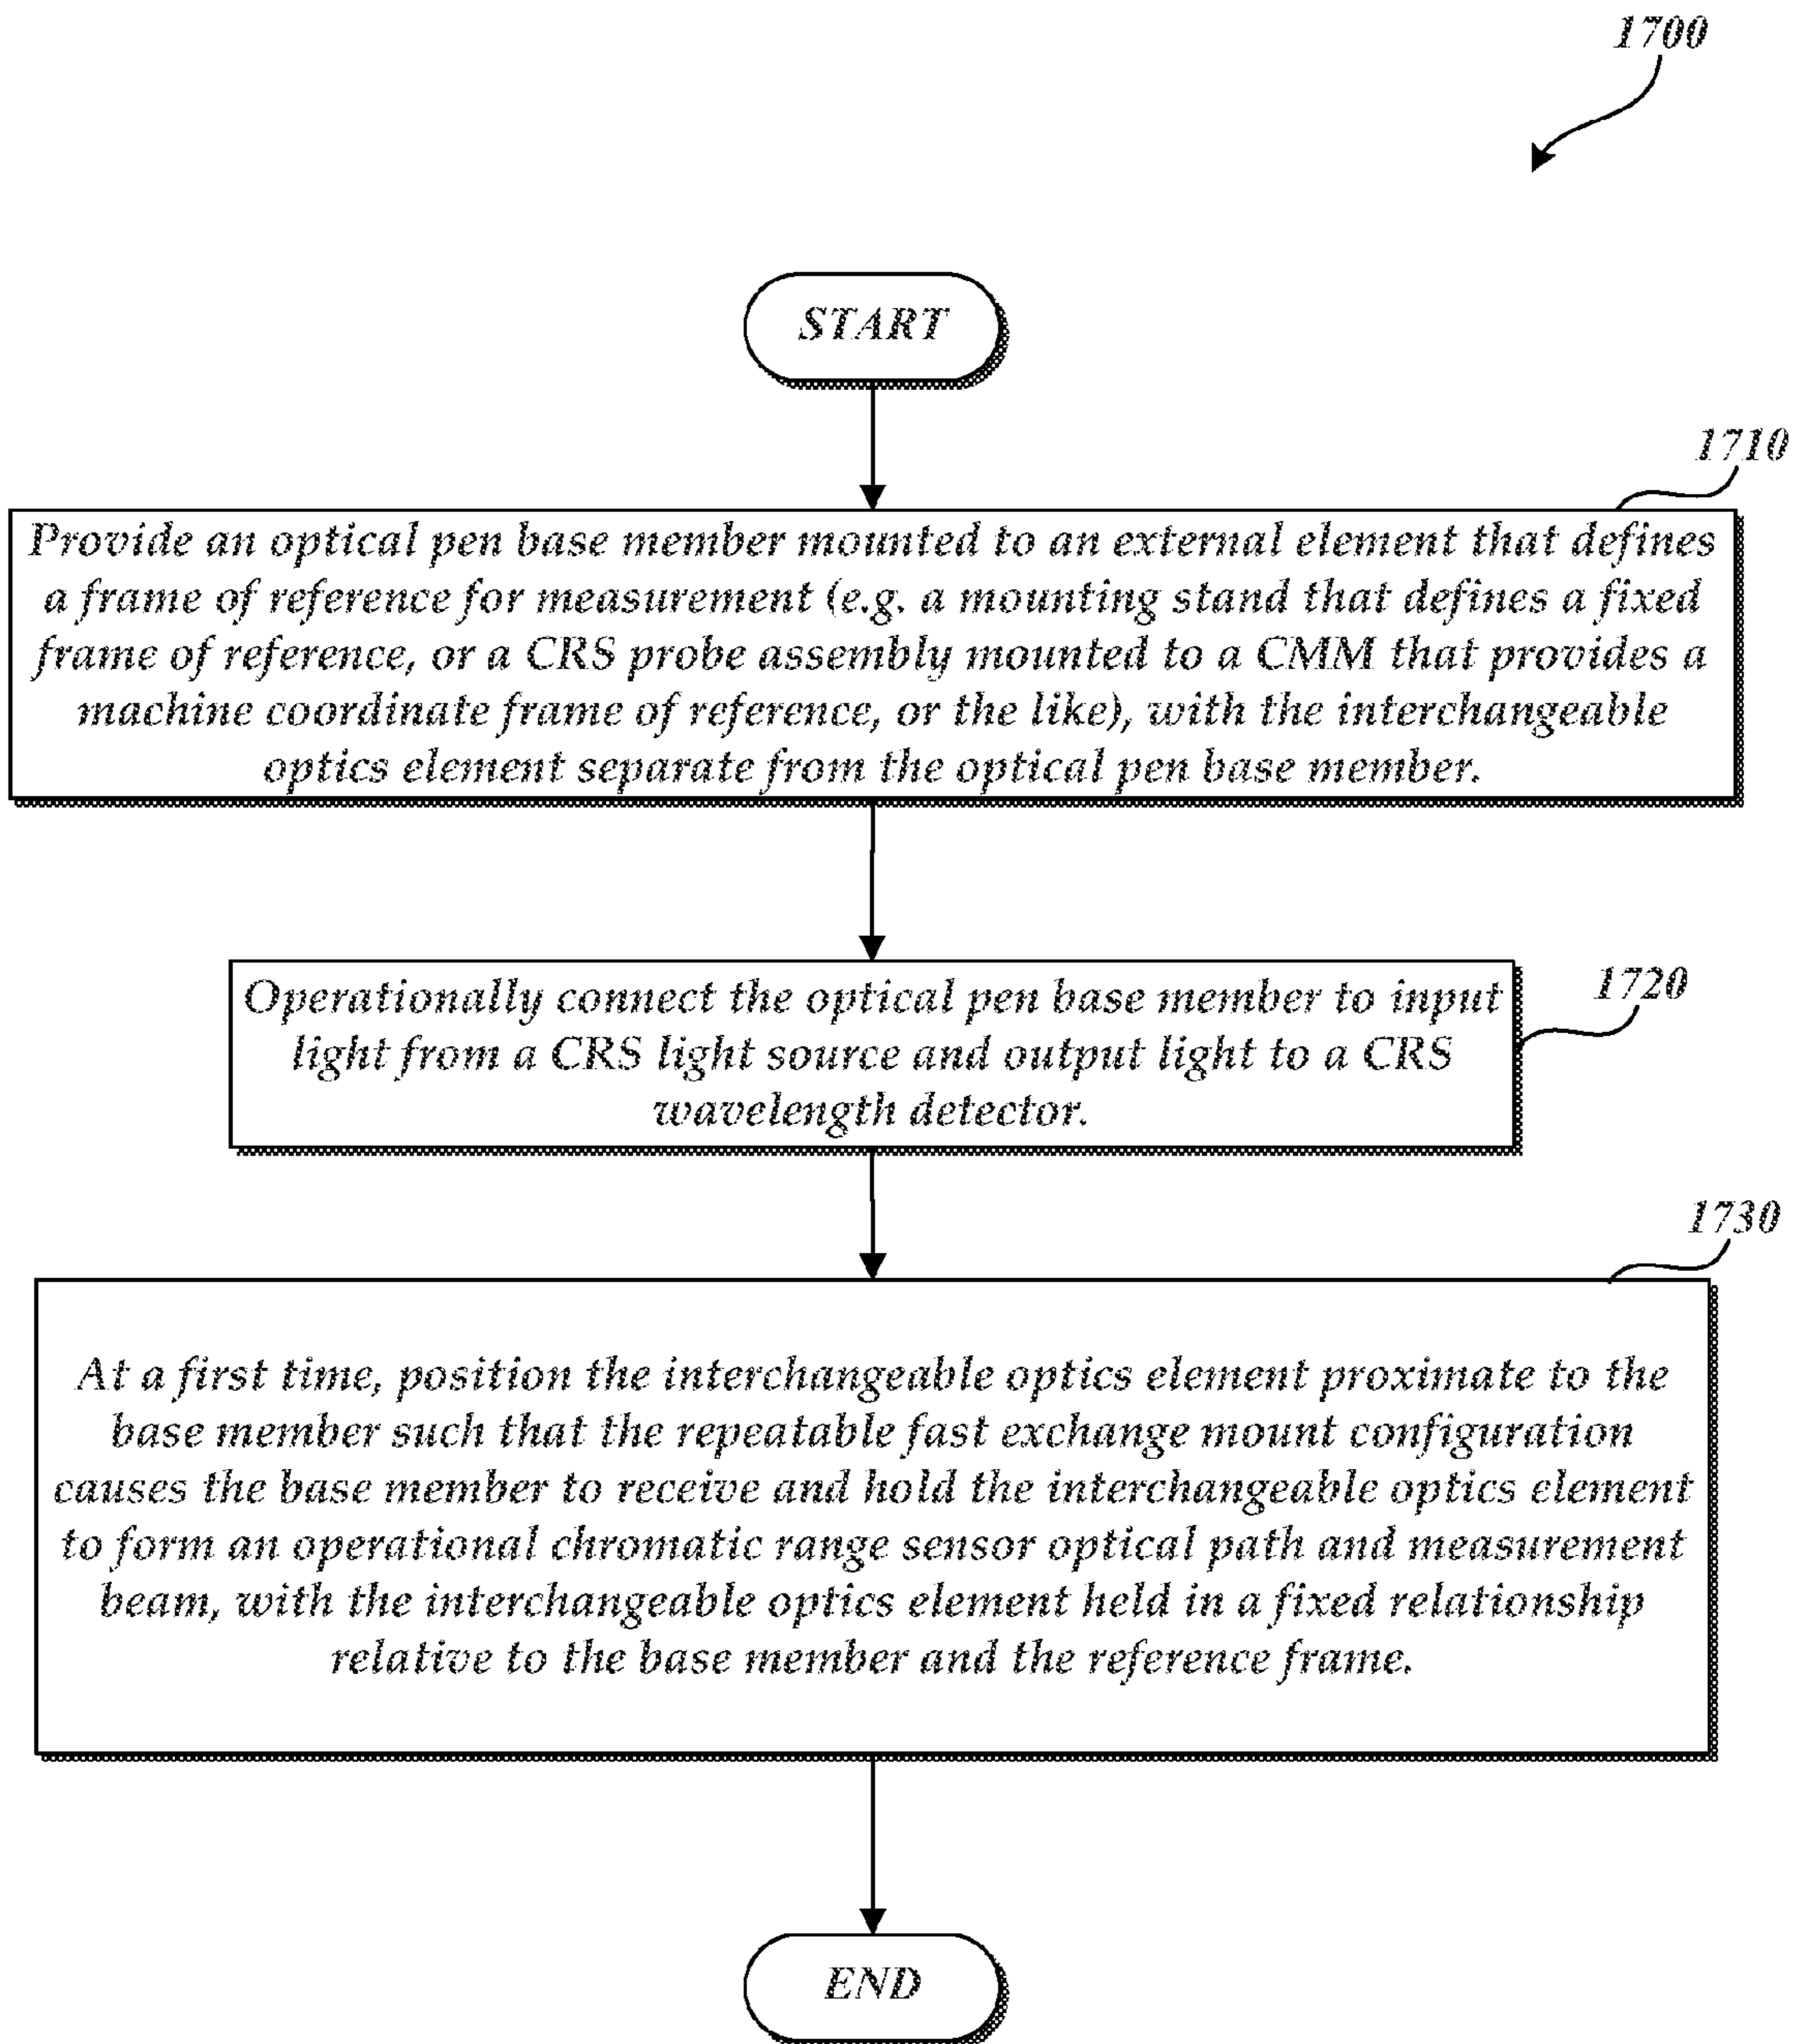 1700
START
1710
Provide an optical pen base member mounted to an external element that defines
a frame of reference for measurement (e.g. a mounting stand that defines a fixed
frame of reference, or a CRS probe assembly mounted to a CMM that provides a
machine coordinate frame of reference, or the like), with the interchangeable
optics element separate from the optical pen base member.
1720
Operationally connect the optical pen base member to input
light from a CRS light source and output light to a CRS
wavelength detector.
1730
At a first time, position the interchangeable optics element proximate to the
base member such that the repeatable fast exchange mount configuration
causes the base member to receive and hold the interchangeable optics element
to form an operational chromatic range sensor optical path and measurement
beam, with the interchangeable optics element held in a fixed relationship
relative to the base member and the reference frame.
END